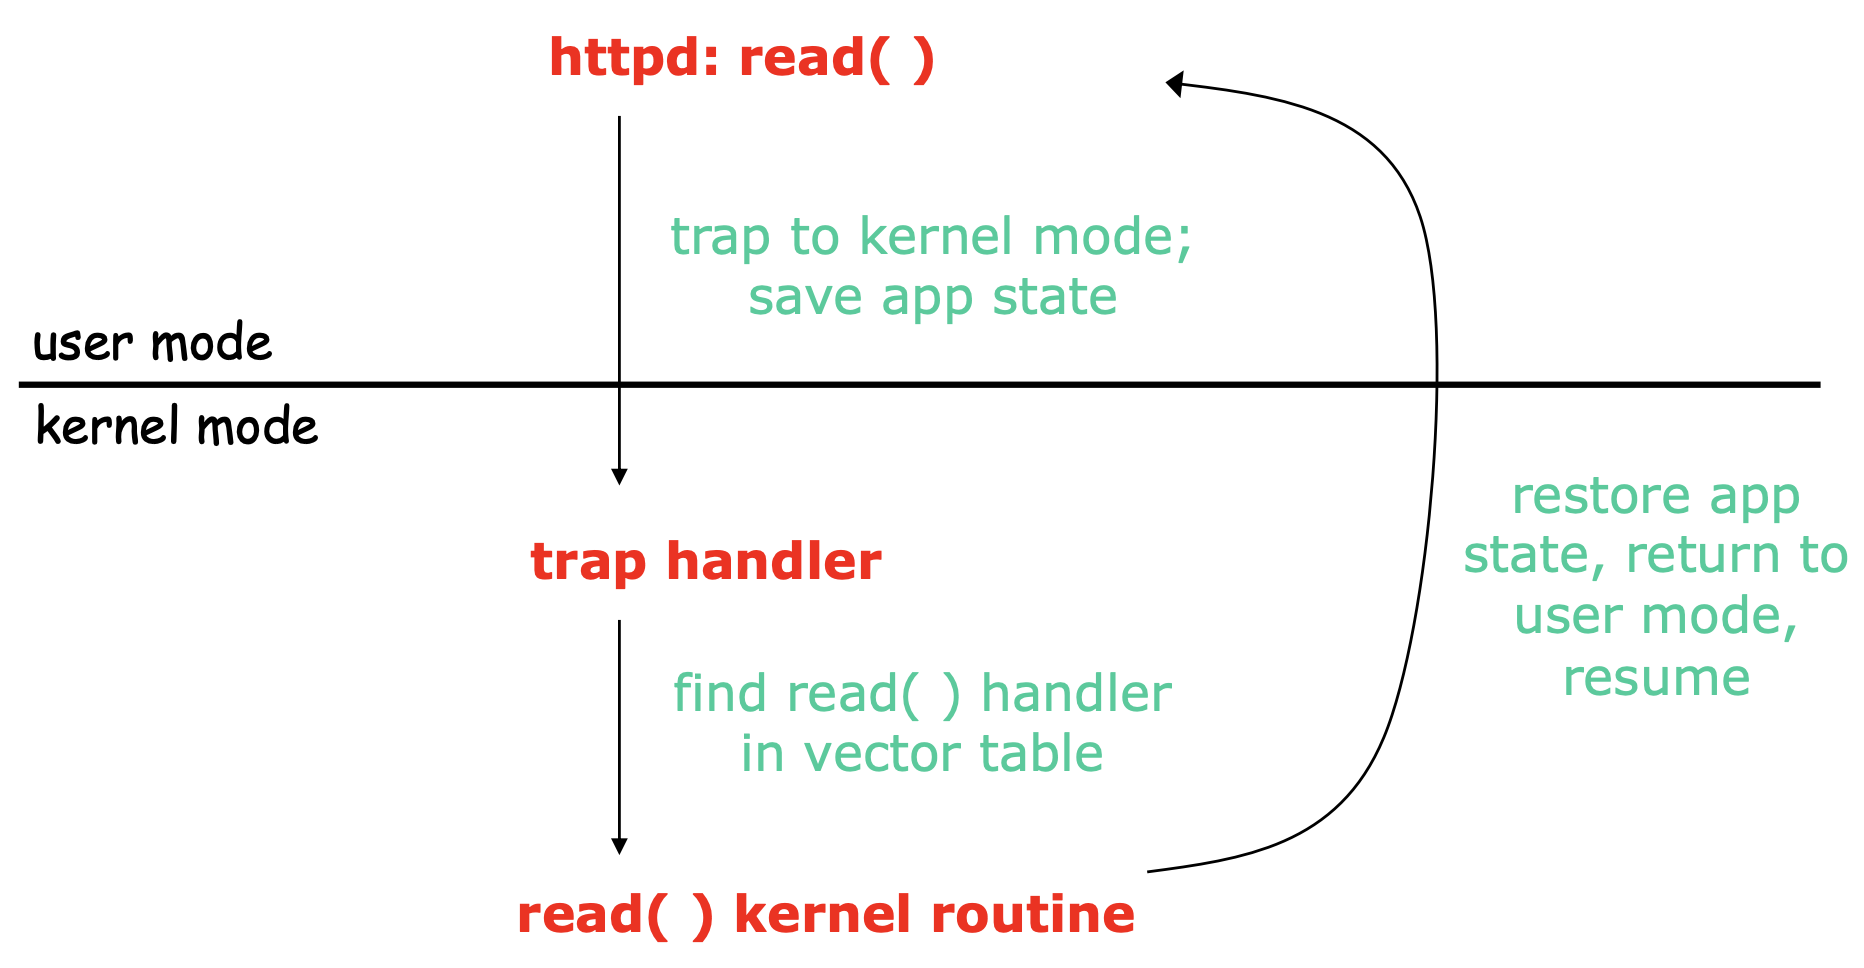 httpd: read( )
trap to kernel mode;
save app state
user mode
kernel mode
restore app
state, return to
user mode,
resume
trap handler
find read( ) handler
in vector table
read( ) kernel routine